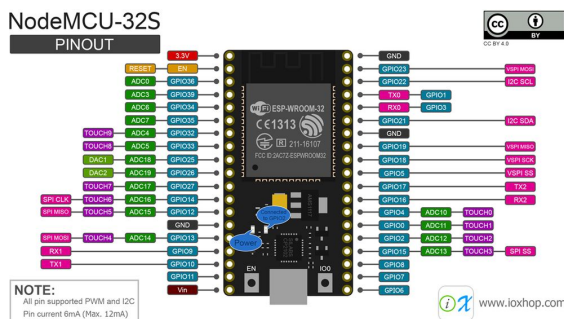 NodeMCU-32S
PINOUT
CC BY 4.0
BY
3.3V
RESET EN
ADC0 GPIO36
ADC3 GPIO39
ADC6 GPIO34
ADC7 GPIO35
TOUCH9 ADC4 GPIO32
TOUCH8 ADC5 GPIO33
DAC1 ADC18 GPIO25
DAC2 ADC19 GPIO26
TOUCH7 ADC17 GPIO27
SPI CLK TOUCH6 ADC16 GPIO14
SPI MISO TOUCH5 ADC15 GPIO12
GND
SPI MOSI TOUCH4 ADC14 GPIO13
RX1 GPIO9
TX1 GPIO10
GPIO11
Vin
WiFi ESP-WROOM-32
CE1313
R 211-16107
FCC ID:2AC7Z-ESPWROOM32
Connected
To GPIO2
Power
EN
IO0
GND
GPIO23 VSPI MOSI
GPIO22 I2C SCL
TX0 GPIO1
RX0 GPIO3
GPIO21 I2C SDA
GND
GPIO19 VSPI MISO
GPIO18 VSPI SCK
GPIO5 VSPI SS
GPIO17 TX2
GPIO16 RX2
GPIO4 ADC10 TOUCH0
GPIO0 ADC11 TOUCH1
GPIO2 ADC12 TOUCH2
GPIO15 ADC13 TOUCH3 SPI SS
GPIO8
GPIO7
GPIO6
NOTE:
All pin supported PWM and I2C
Pin current 6mA (Max. 12mA)
iX www.ioxhop.com